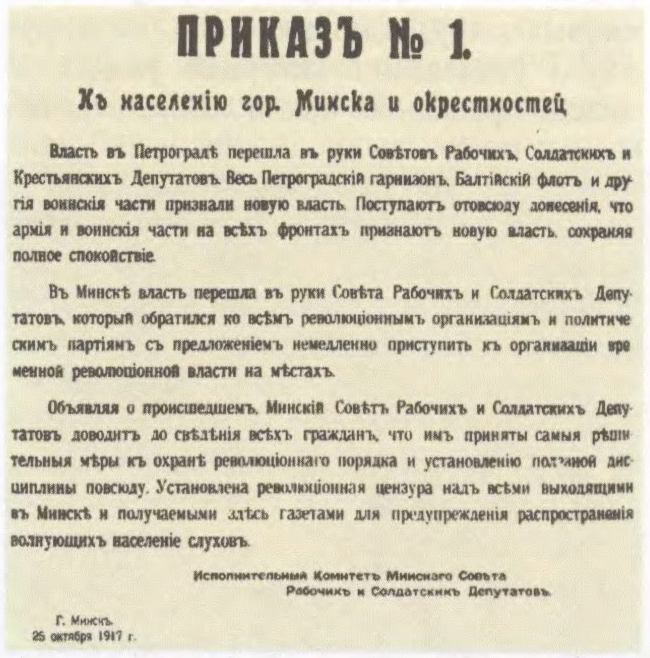 ПРИКАЗЪ № 1.
Къ населенію гор. Минска и окрестностей
Власть въ Петроградѣ перешла въ руки Совѣтовъ Рабочихъ, Солдатскихъ и
Крестьянскихъ Депутатовъ. Весь Петроградскій гарнизонъ, Балтійскій флотъ и дру-
гія воинскія части признали новую власть. Поступаютъ отовсюду донесенія, что
армія и воинскія части на всѣхъ фронтахъ признаютъ новую власть, сохраняя
полное спокойствіе.
Въ Минскѣ власть перешла въ руки Совѣта Рабочихъ и Солдатскихъ Депу-
татовъ, который обратился ко всѣмъ революціоннымъ организаціямъ и политиче
скимъ партіямъ съ предложеніемъ немедленно приступить къ организаціи вре
менной революціонной власти на мѣстахъ.
Объявляя о происшедшемъ, Минскій Совѣтъ Рабочихъ и Солдатскихъ Депу-
татовъ доводитъ до свѣдѣнія всѣхъ гражданъ, что имъ приняты самыя рѣши-
тельныя мѣры къ охранѣ революціоннаго порядка и установленію полной дис-
циплины повсюду. Установлена революціонная цензура надъ всѣми выходящими
въ Минскѣ и получаемыми здѣсь газетами для предупрежденія распространенія
волнующихъ населеніе слуховъ.
Исполнительный Комитетъ Минскаго Совѣта
Рабочихъ и Солдатскихъ Депутатовъ.
Г. Минскъ.
25 октября 1917 г.